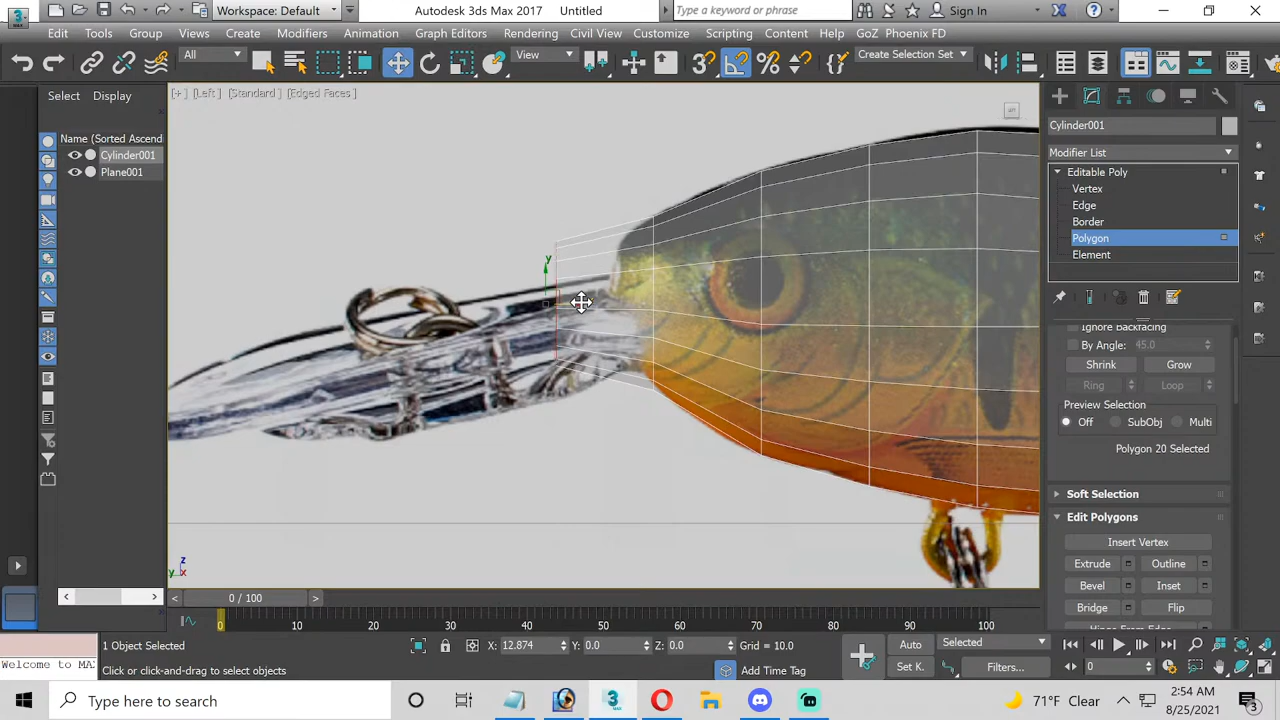 Workspace: Default
Autodesk 3ds Max 2017 Untitled
Type a keyword or phrase
Sign In
Edit Tools Group Views Create Modifiers Animation Graph Editors Rendering Civil View Customize Scripting Content Help GoZ Phoenix FD
All
View
Create Selection Set
Select Display
[+] [Left] [Standard] [Edged Faces]
Name (Sorted Ascend
Cylinder001
Plane001
Cylinder001
Modifier List
Editable Poly
Vertex
Edge
Border
Polygon
Element
Ignore Backfacing
By Angle: 45.0
Shrink Grow
Ring Loop
Preview Selection
Off SubObj Multi
Polygon 20 Selected
Soft Selection
Edit Polygons
Insert Vertex
Extrude Outline
Bevel Inset
Bridge Flip
Hinge From Edge
y
z
y x
0 / 100
0 10 20 30 40 50 60 70 80 90 100
1 Object Selected
X: 12.874 Y: 0.0 Z: 0.0 Grid = 10.0
Auto Selected
Welcome to MAX
Click or click-and-drag to select objects
Add Time Tag
Set K. Filters... 0
Type here to search
71°F Clear
2:54 AM
8/25/2021
3